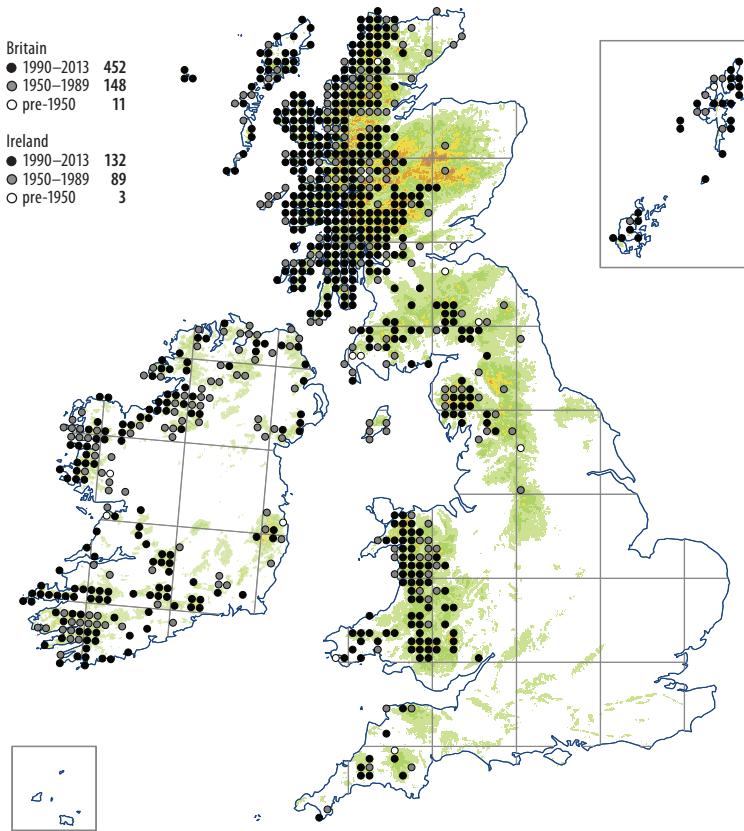 Britain
1990–2013 452
1950–1989 148
pre-1950 11
Ireland
1990–2013 132
1950–1989 89
pre-1950 3